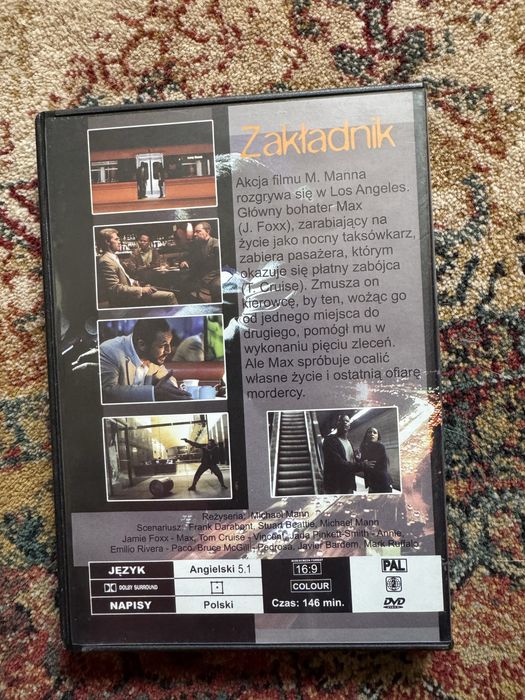 Zakładnik
Akcja filmu M. Manna
rozgrywa się w Los Angeles.
Główny bohater Max
(J. Foxx), zarabiający na
życie jako nocny taksówkarz,
zabiera pasażera, którym
okazuje się płatny zabójca
(T. Cruise). Zmusza on
kierowcę, by ten, wożąc go
od jednego miejsca do
drugiego, pomógł mu w
wykonaniu pięciu zleceń.
Ale Max spróbuje ocalić
własne życie i ostatnią ofiarę
mordercy.
Reżyseria: Michael Mann
Scenariusz: Frank Darabont, Stuart Beattie, Michael Mann
Jamie Foxx - Max, Tom Cruise - Vincent, Jada Pinkett-Smith - Annie,
Emilio Rivera - Paco, Bruce McGill - Pedrosa, Javier Bardem, Mark Ruffalo
JĘZYK Angielski 5.1
DOLBY SURROUND
NAPISY Polski
16:9
COLOUR
Czas: 146 min.
PAL
2
DVD